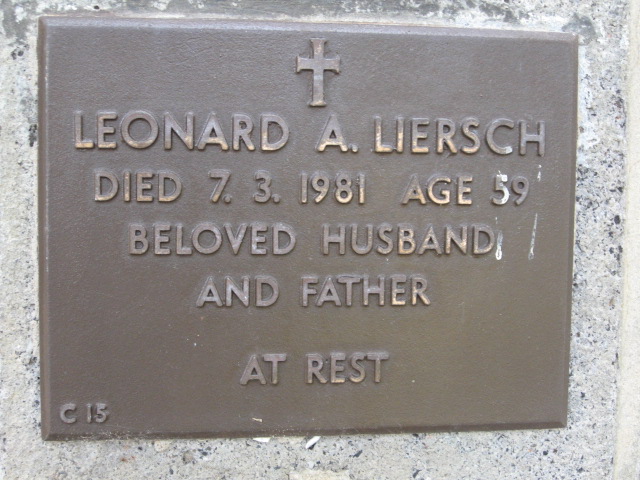 LEONARD A. LIERSCH
DIED 7. 3. 1981 AGE 59
BELOVED HUSBAND
AND FATHER
AT REST
C 15